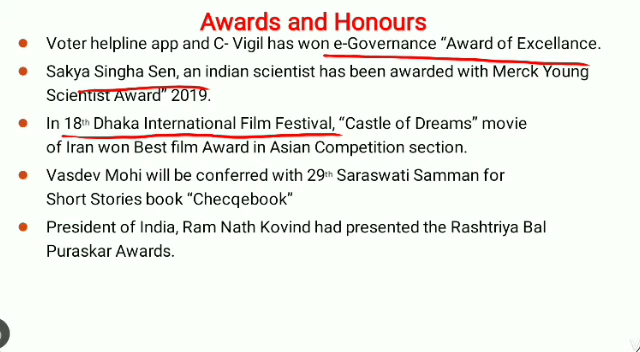 Awards and Honours
• Voter helpline app and C- Vigil has won e-Governance “Award of Excellance.
• Sakya Singha Sen, an indian scientist has been awarded with Merck Young
Scientist Award” 2019.
• In 18th Dhaka International Film Festival, “Castle of Dreams” movie
of Iran won Best film Award in Asian Competition section.
• Vasdev Mohi will be conferred with 29th Saraswati Samman for
Short Stories book “Checqebook”
• President of India, Ram Nath Kovind had presented the Rashtriya Bal
Puraskar Awards.